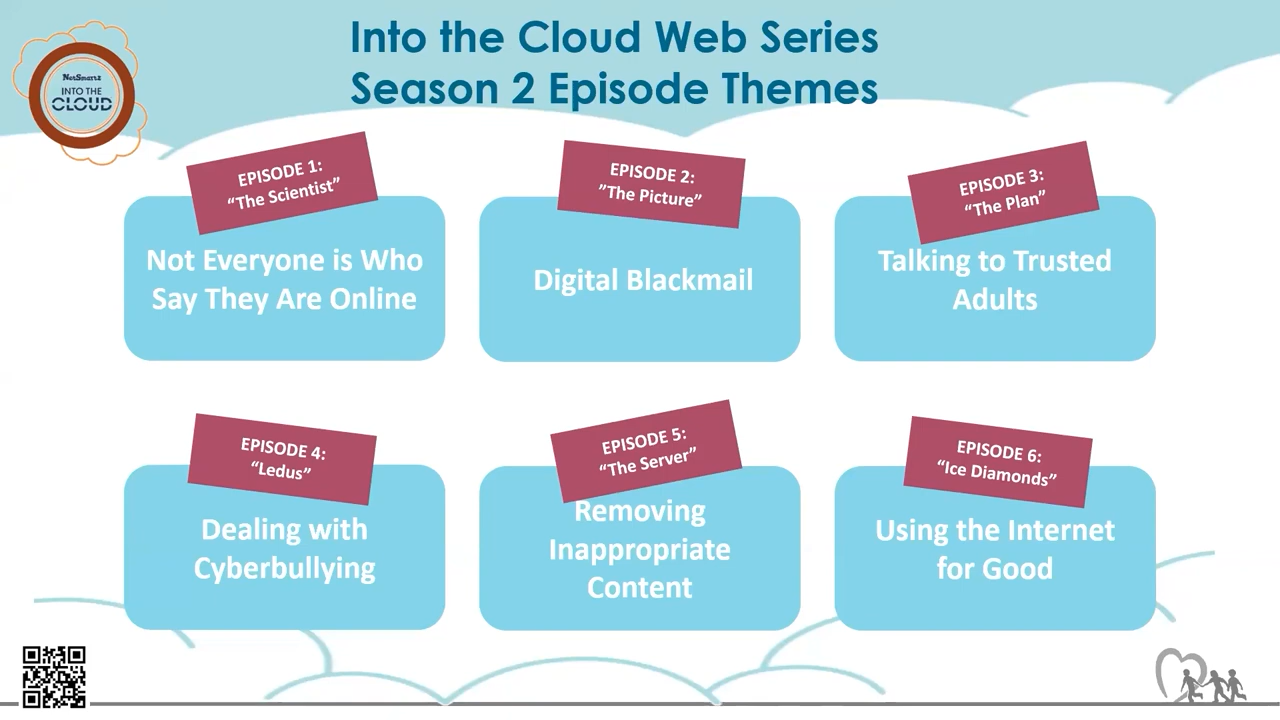 Into the Cloud Web Series
Season 2 Episode Themes
NetSmartz
INTO THE
CLOUD
EPISODE 1:
“The Scientist”
Not Everyone is Who
Say They Are Online
EPISODE 2:
”The Picture”
Digital Blackmail
EPISODE 3:
“The Plan”
Talking to Trusted
Adults
EPISODE 4:
“Ledus”
Dealing with
Cyberbullying
EPISODE 5:
“The Server”
Removing
Inappropriate
Content
EPISODE 6:
“Ice Diamonds”
Using the Internet
for Good